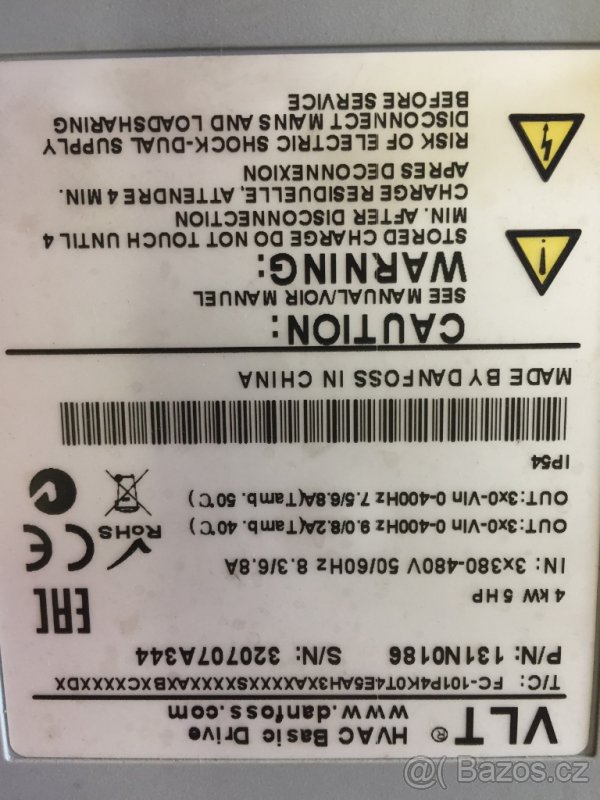 VLT® HVAC Basic Drive
www.danfoss.com
T/C: FC-101P4K0T4E5AH3XAXXXXSXXXXAXBXCXXXXDX
P/N: 131N0186 S/N: 320707A344
4 kW 5 HP
IN: 3x380-480V 50/60Hz 8.3/6.8A
OUT:3x0-Vin 0-400Hz 9.0/8.2A(Tamb. 40℃)
OUT:3x0-Vin 0-400Hz 7.5/6.8A(Tamb. 50℃)
IP54
EAC
CE
RoHS
MADE BY DANFOSS IN CHINA
CAUTION:
SEE MANUAL/VOIR MANUEL
WARNING:
STORED CHARGE DO NOT TOUCH UNTIL 4
MIN. AFTER DISCONNECTION
CHARGE RESIDUELLE, ATTENDRE 4 MIN.
APRES DECONNEXION
RISK OF ELECTRIC SHOCK-DUAL SUPPLY
DISCONNECT MAINS AND LOADSHARING
BEFORE SERVICE
Bazos.cz